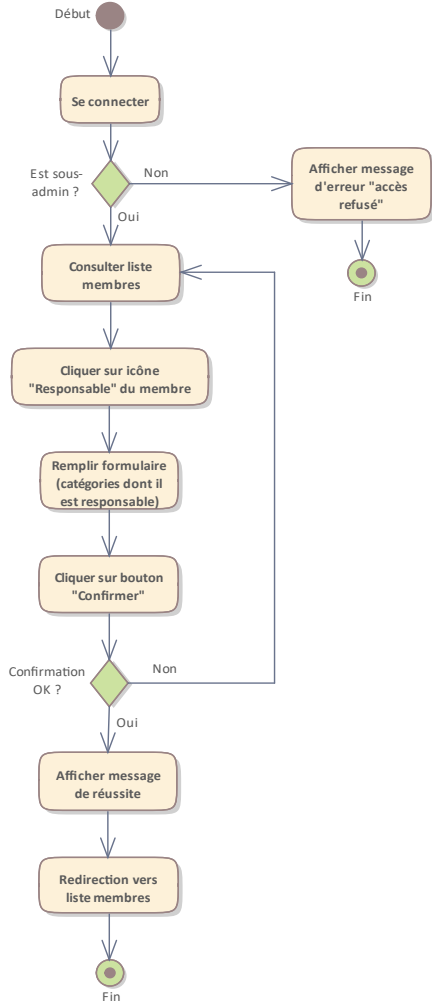 Début
Se connecter
Est sous-
admin ?
Non
Afficher message
d'erreur "accès
refusé"
Oui
Fin
Consulter liste
membres
Cliquer sur icône
"Responsable" du membre
Remplir formulaire
(catégories dont il
est responsable)
Cliquer sur bouton
"Confirmer"
Confirmation
OK ?
Non
Oui
Afficher message
de réussite
Redirection vers
liste membres
Fin